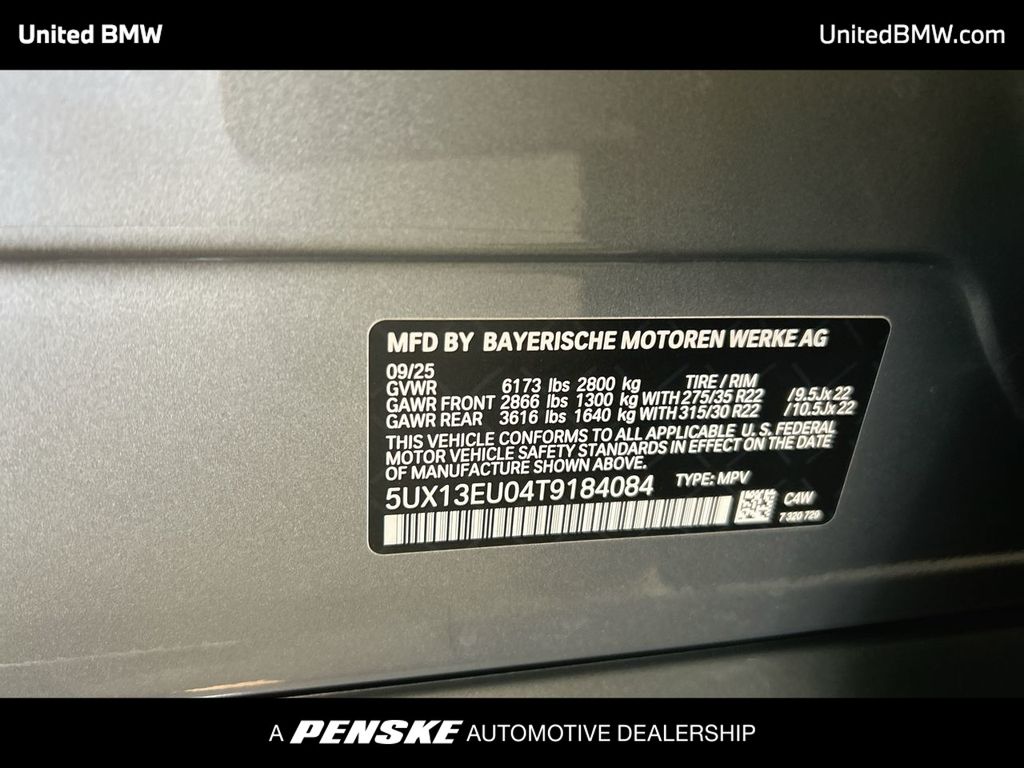 United BMW
UnitedBMW.com
MFD BY BAYERISCHE MOTOREN WERKE AG
09/25
GVWR 6173 lbs 2800 kg TIRE / RIM
GAWR FRONT 2866 lbs 1300 kg WITH 275/35 R22 / 9.5Jx22
GAWR REAR 3616 lbs 1640 kg WITH 315/30 R22 / 10.5Jx22
THIS VEHICLE CONFORMS TO ALL APPLICABLE U. S. FEDERAL
MOTOR VEHICLE SAFETY STANDARDS IN EFFECT ON THE DATE
OF MANUFACTURE SHOWN ABOVE.
5UX13EU04T9184084 TYPE: MPV
C4W
7 320 729
A PENSKE AUTOMOTIVE DEALERSHIP